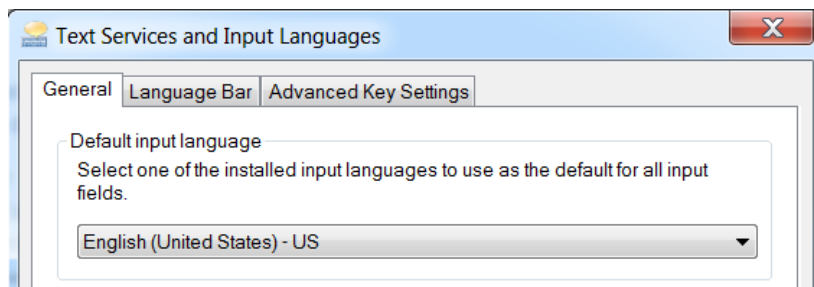 Text Services and Input Languages
General Language Bar Advanced Key Settings
Default input language
Select one of the installed input languages to use as the default for all input
fields.
English (United States) - US